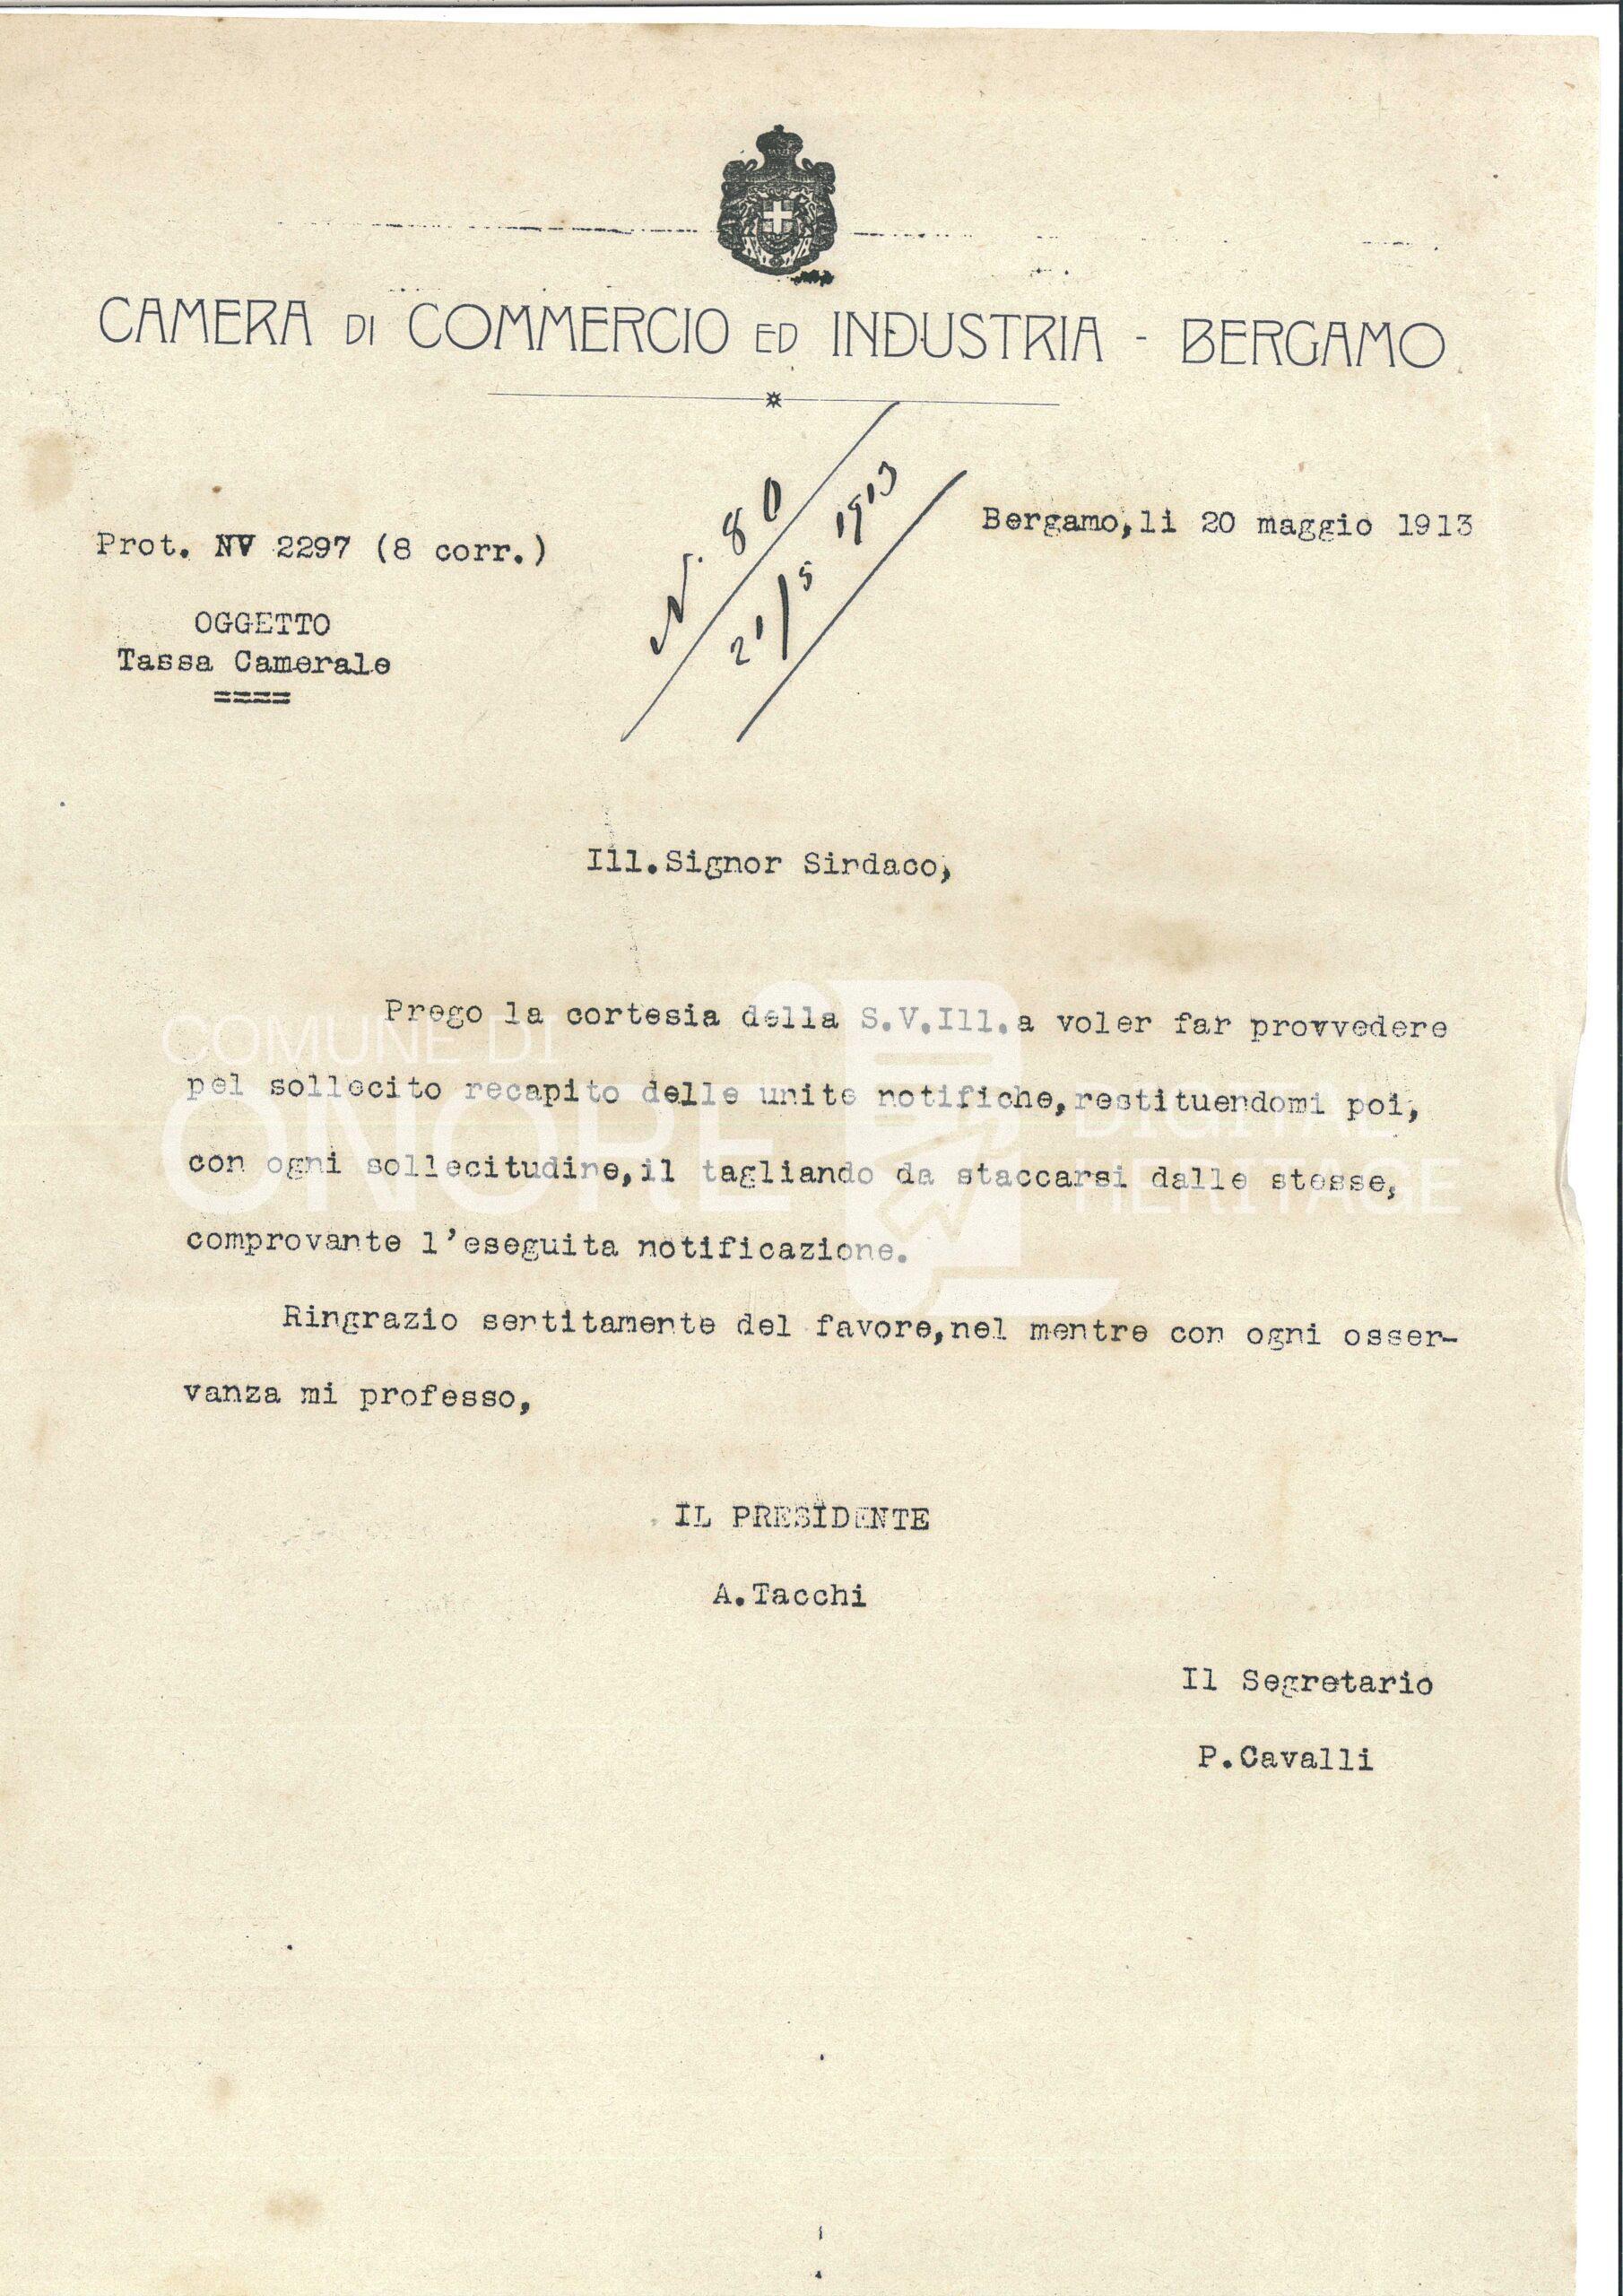 CAMERA DI COMMERCIO ED INDUSTRIA - BERGAMO
N. 80
21/5 1913
Bergamo, li 20 maggio 1913
Prot. NV 2297 (8 corr.)
OGGETTO
Tassa Camerale
====
Ill.Signor Sindaco,
Prego la cortesia della S.V.Ill.a voler far provvedere
pel sollecito recapito delle unite notifiche,restituendomi poi,
con ogni sollecitudine,il tagliando da staccarsi dalle stesse,
comprovante l'eseguita notificazione.
Ringrazio sentitamente del favore,nel mentre con ogni osser-
vanza mi professo,
IL PRESIDENTE
A.Tacchi
Il Segretario
P.Cavalli
COMUNE DI
ONORE
DIGITAL
HERITAGE